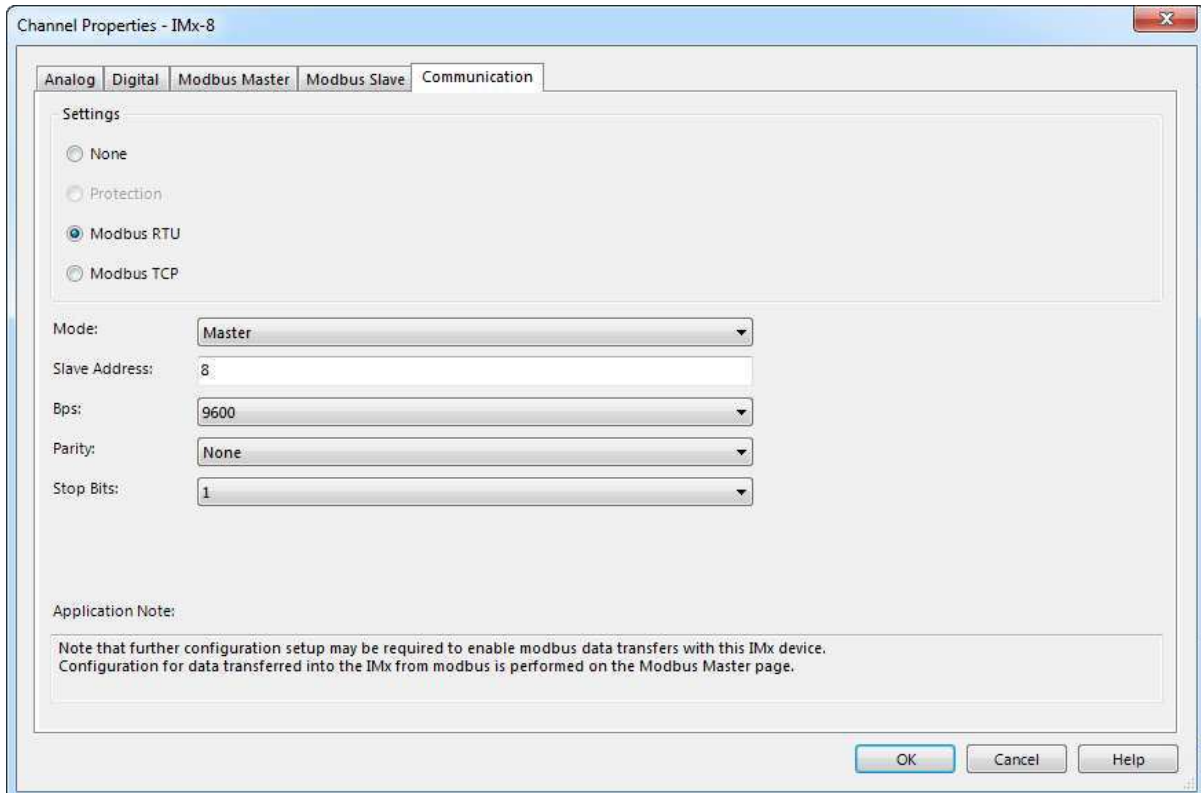 Channel Properties - IMx-8
Analog Digital Modbus Master Modbus Slave Communication
Settings
None
Protection
Modbus RTU
Modbus TCP
Mode: Master
Slave Address: 8
Bps: 9600
Parity: None
Stop Bits: 1
Application Note:
Note that further configuration setup may be required to enable modbus data transfers with this IMx device.
Configuration for data transferred into the IMx from modbus is performed on the Modbus Master page.
OK Cancel Help